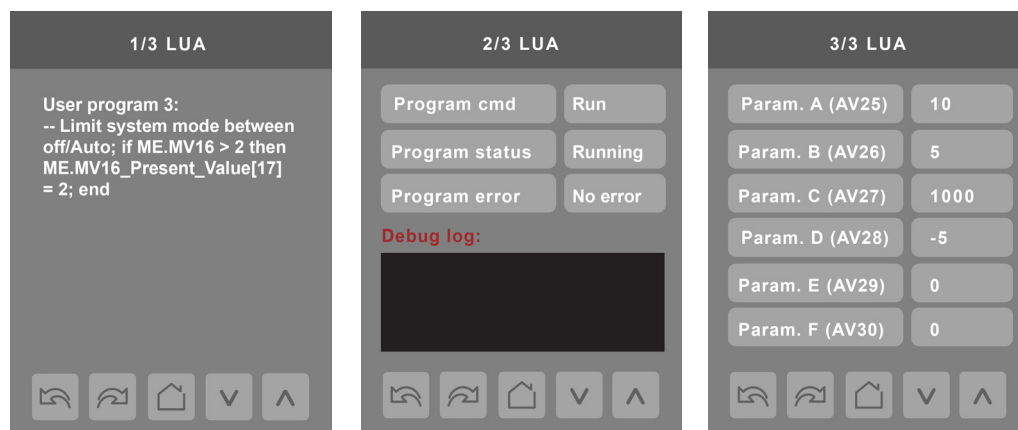 1/3 LUA
User program 3:
-- Limit system mode between
off/Auto; if ME.MV16 > 2 then
ME.MV16_Present_Value[17]
= 2; end
2/3 LUA
Program cmd Run
Program status Running
Program error No error
Debug log:
3/3 LUA
Param. A (AV25) 10
Param. B (AV26) 5
Param. C (AV27) 1000
Param. D (AV28) -5
Param. E (AV29) 0
Param. F (AV30) 0